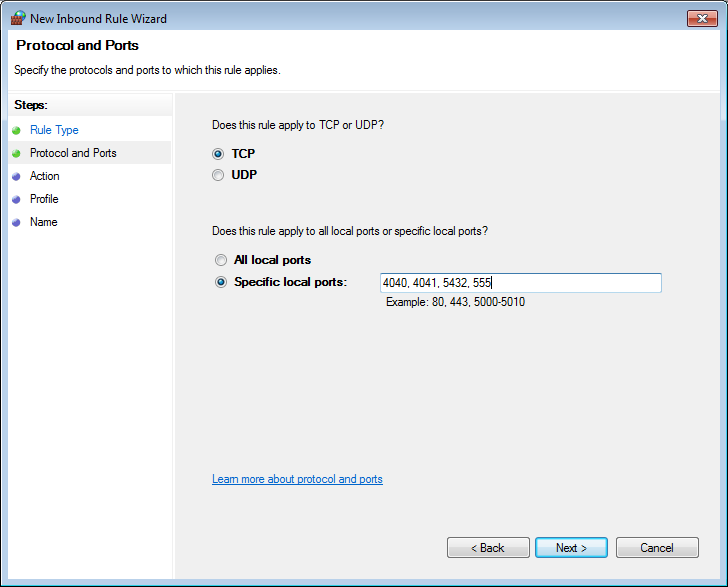 New Inbound Rule Wizard
Protocol and Ports
Specify the protocols and ports to which this rule applies.
Steps:
Rule Type
Protocol and Ports
Action
Profile
Name
Does this rule apply to TCP or UDP?
TCP
UDP
Does this rule apply to all local ports or specific local ports?
All local ports
Specific local ports: 4040, 4041, 5432, 555
Example: 80, 443, 5000-5010
Learn more about protocol and ports
< Back Next > Cancel